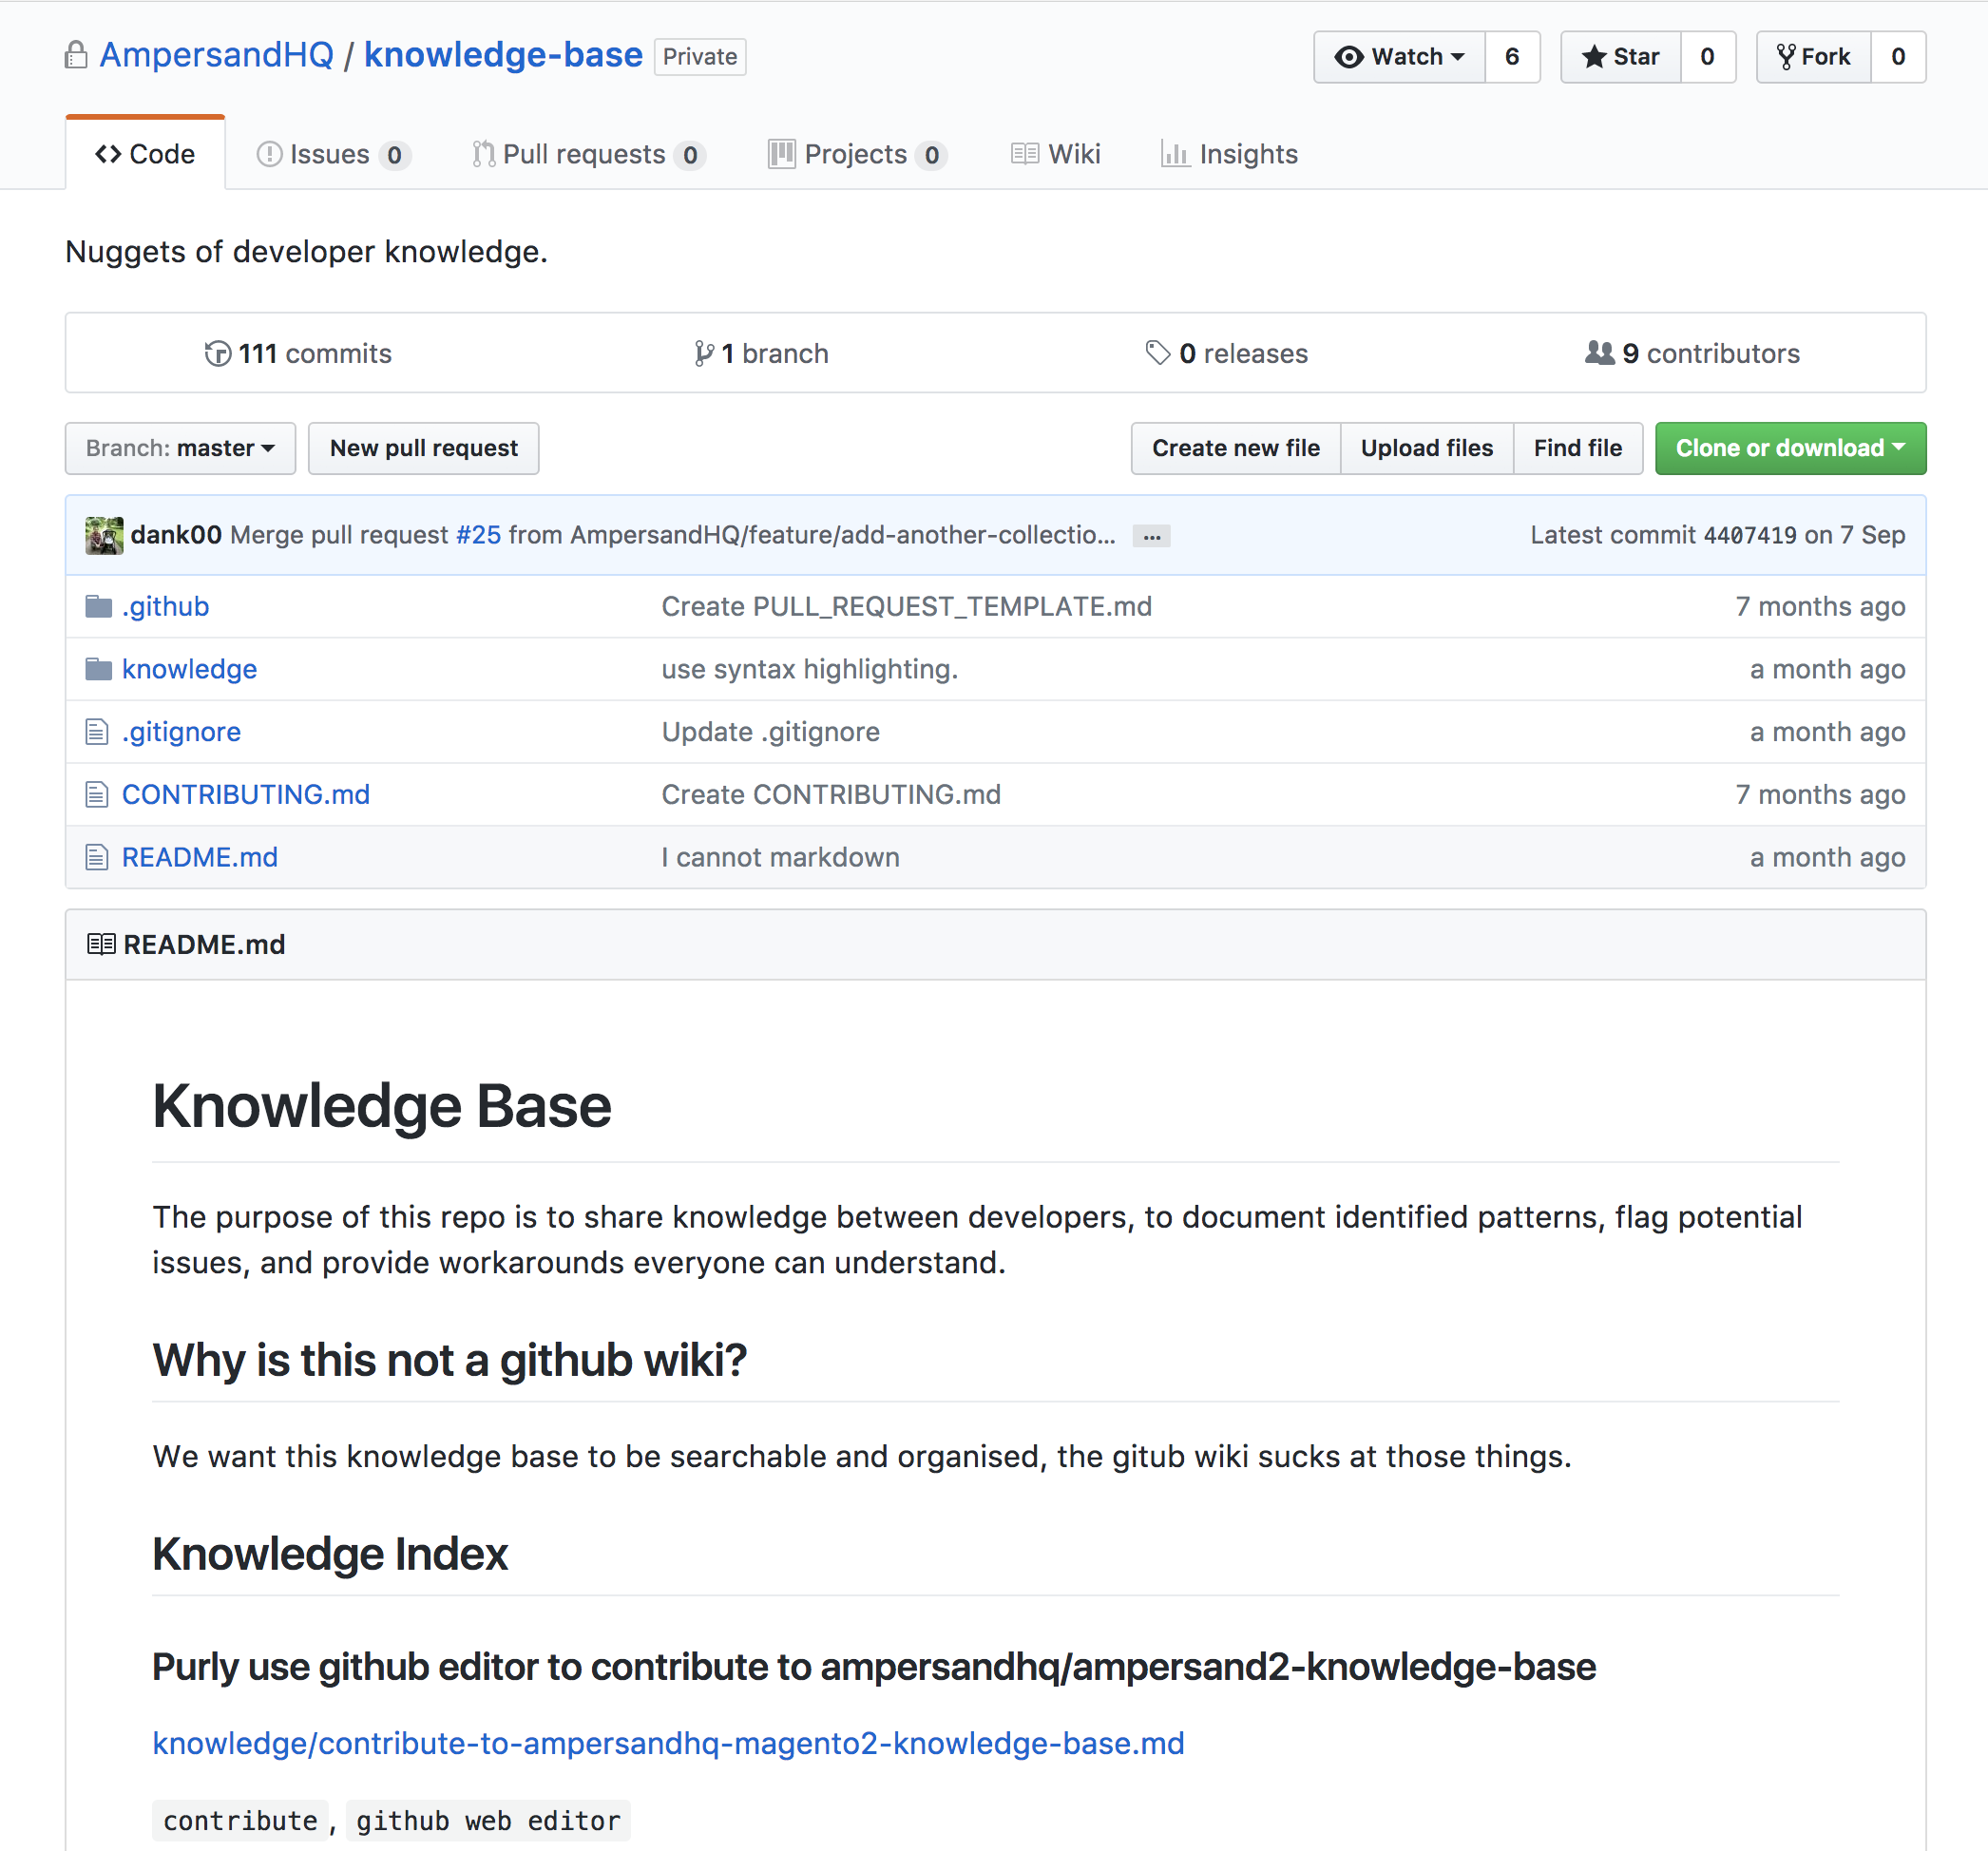 AmpersandHQ / knowledge-base Private
Watch 6 Star 0 Fork 0
Code Issues 0 Pull requests 0 Projects 0 Wiki Insights
Nuggets of developer knowledge.
111 commits 1 branch 0 releases 9 contributors
Branch: master New pull request Create new file Upload files Find file Clone or download
dank00 Merge pull request #25 from AmpersandHQ/feature/add-another-collectio... ... Latest commit 4407419 on 7 Sep
.github Create PULL_REQUEST_TEMPLATE.md 7 months ago
knowledge use syntax highlighting. a month ago
.gitignore Update .gitignore a month ago
CONTRIBUTING.md Create CONTRIBUTING.md 7 months ago
README.md I cannot markdown a month ago
README.md
Knowledge Base
The purpose of this repo is to share knowledge between developers, to document identified patterns, flag potential
issues, and provide workarounds everyone can understand.
Why is this not a github wiki?
We want this knowledge base to be searchable and organised, the gitub wiki sucks at those things.
Knowledge Index
Purly use github editor to contribute to ampersandhq/ampersand2-knowledge-base
knowledge/contribute-to-ampersandhq-magento2-knowledge-base.md
contribute, github web editor